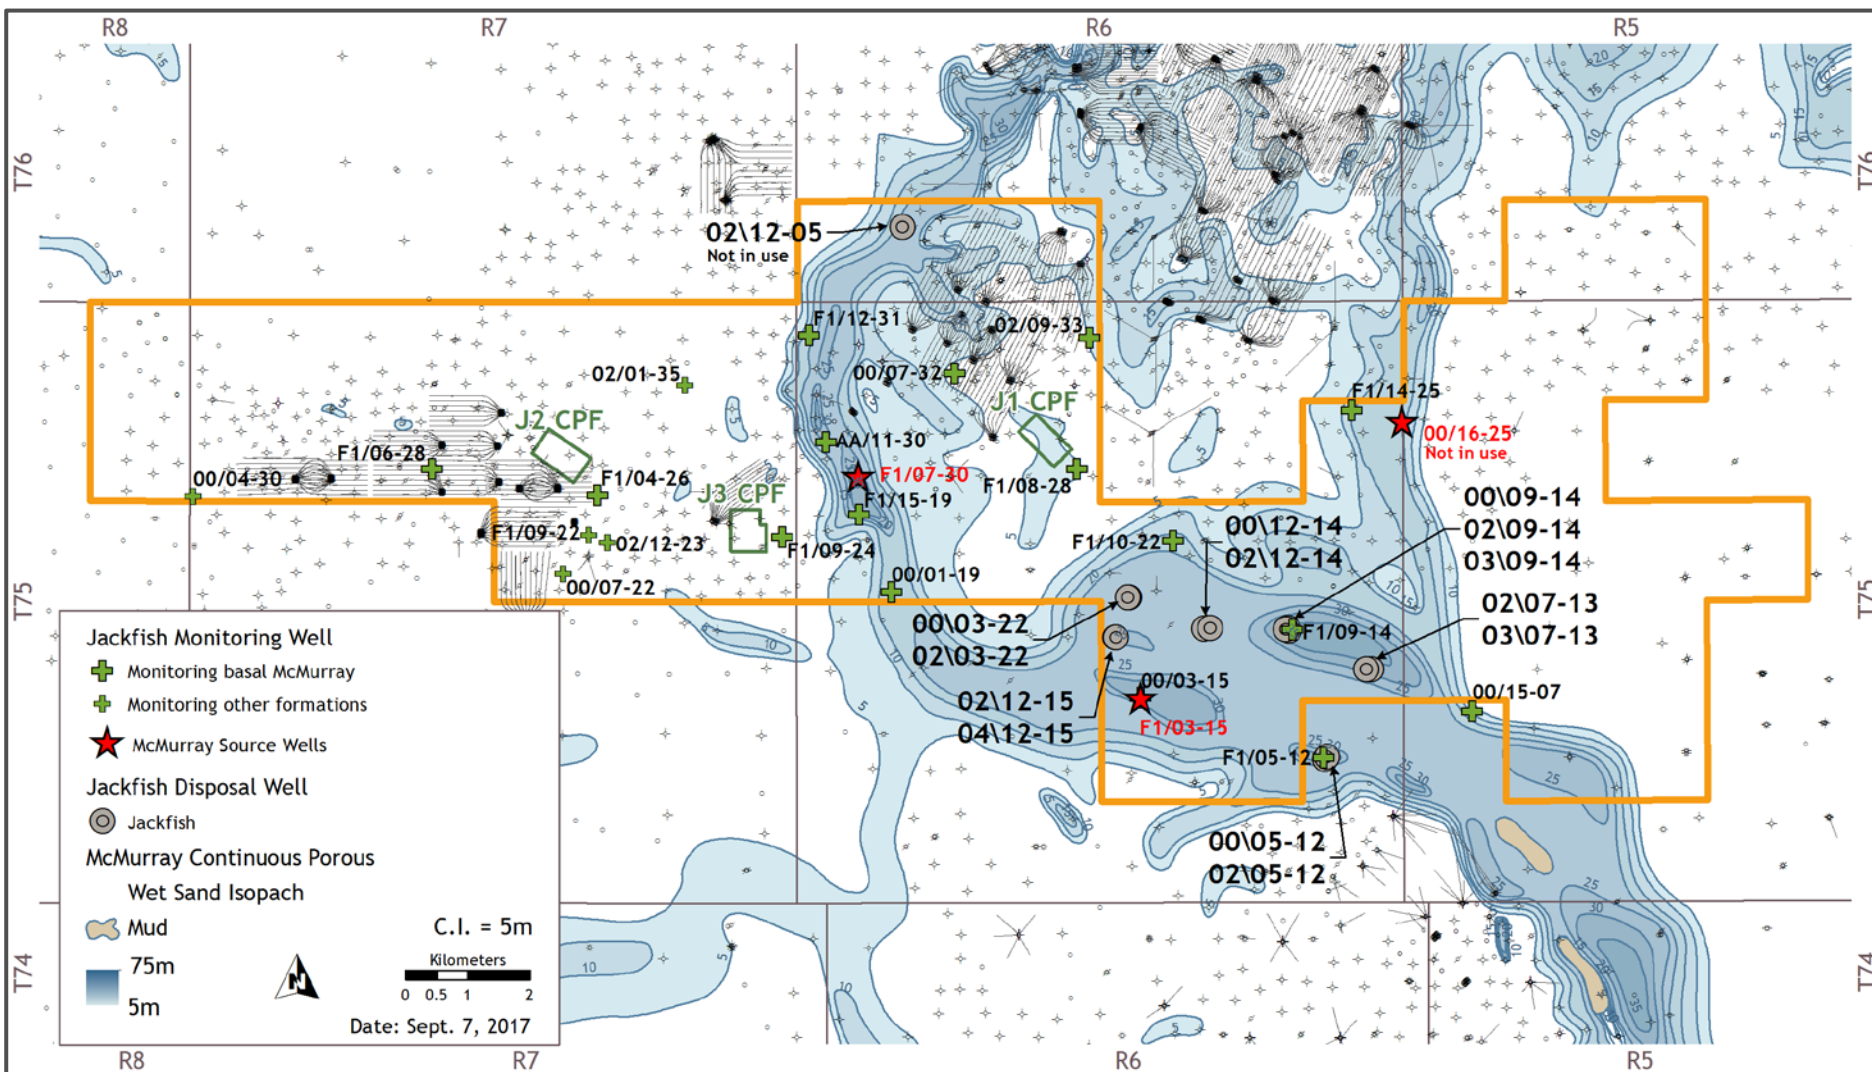 R8
R7
R6
R5
T76
T76
02\12-05
Not in use
F1/12-31
02/09-33
02/01-35
00/07-32
J1 CPF
F1/14-25
J2 CPF
AA/11-30
00/16-25
Not in use
F1/06-28
F1/07-30
F1/08-28
00/04-30
F1/04-26
J3 CPF
F1/15-19
00\09-14
02\09-14
03\09-14
00\12-14
02\12-14
F1/09-22
02/12-23
F1/09-24
F1/10-22
00/07-22
00/01-19
T75
T75
02\07-13
03\07-13
00\03-22
02\03-22
F1/09-14
00/03-15
F1/03-15
00/15-07
02\12-15
04\12-15
F1/05-12
00\05-12
02\05-12
Jackfish Monitoring Well
Monitoring basal McMurray
Monitoring other formations
McMurray Source Wells
Jackfish Disposal Well
Jackfish
McMurray Continuous Porous
Wet Sand Isopach
Mud
C.I. = 5m
75m
5m
Kilometers
0 0.5 1 2
N
Date: Sept. 7, 2017
T74
T74
R8
R7
R6
R5